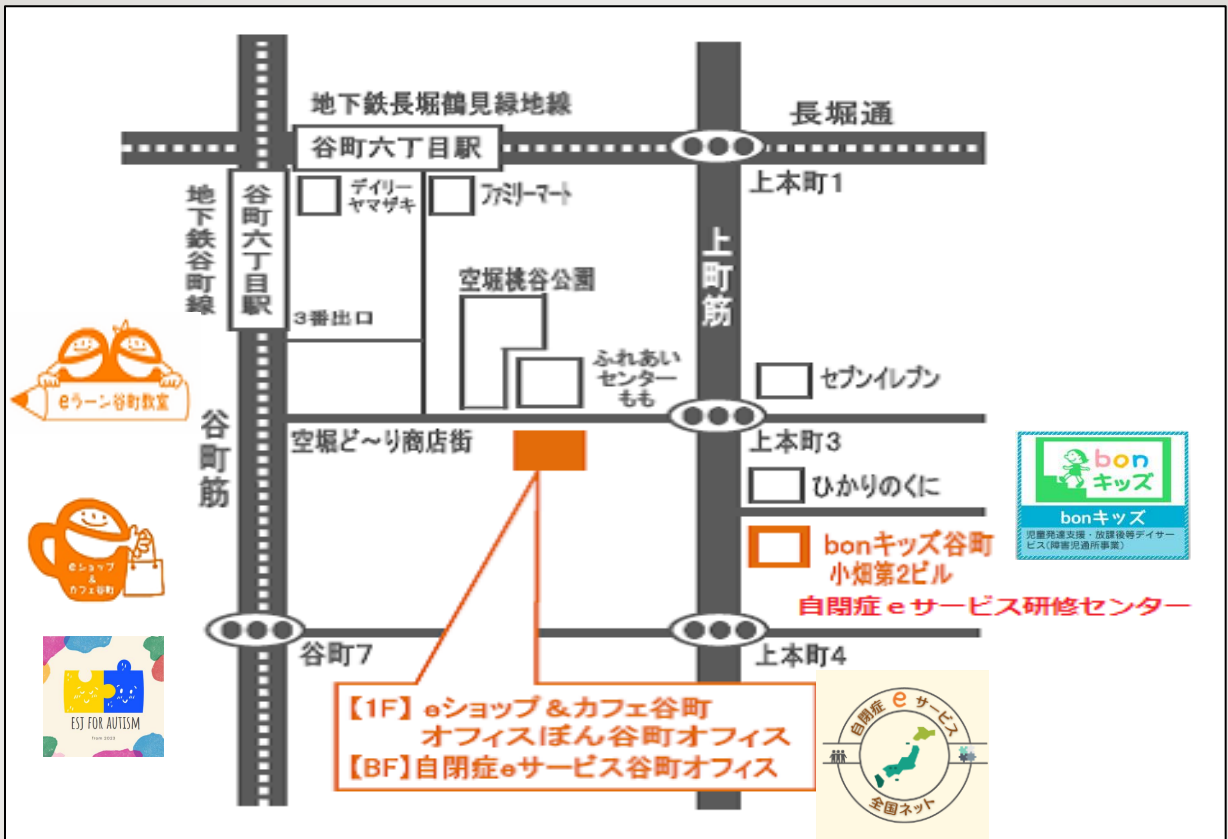 地下鉄長堀鶴見緑地線
長堀通
谷町六丁目駅
上本町1
地下鉄谷町線
谷町六丁目駅
デイリー
ヤマザキ
ファミリーマート
上町筋
空堀桃谷公園
3番出口
ふれあい
センター
もも
セブンイレブン
eラーン谷町教室
谷町筋
空堀ど～り商店街
上本町3
ひかりのくに
bon
キッズ
bonキッズ
児童発達支援・放課後等デイサー
ビス(障害児通所事業)
bonキッズ谷町
小畑第2ビル
自閉症eサービス研修センター
eショップ
&
カフェ谷町
谷町7
上本町4
ESJ FOR AUTISM
from 2023
【1F】eショップ&カフェ谷町
オフィスぼん谷町オフィス
【BF】自閉症eサービス谷町オフィス
自閉症eサービス
全国ネット